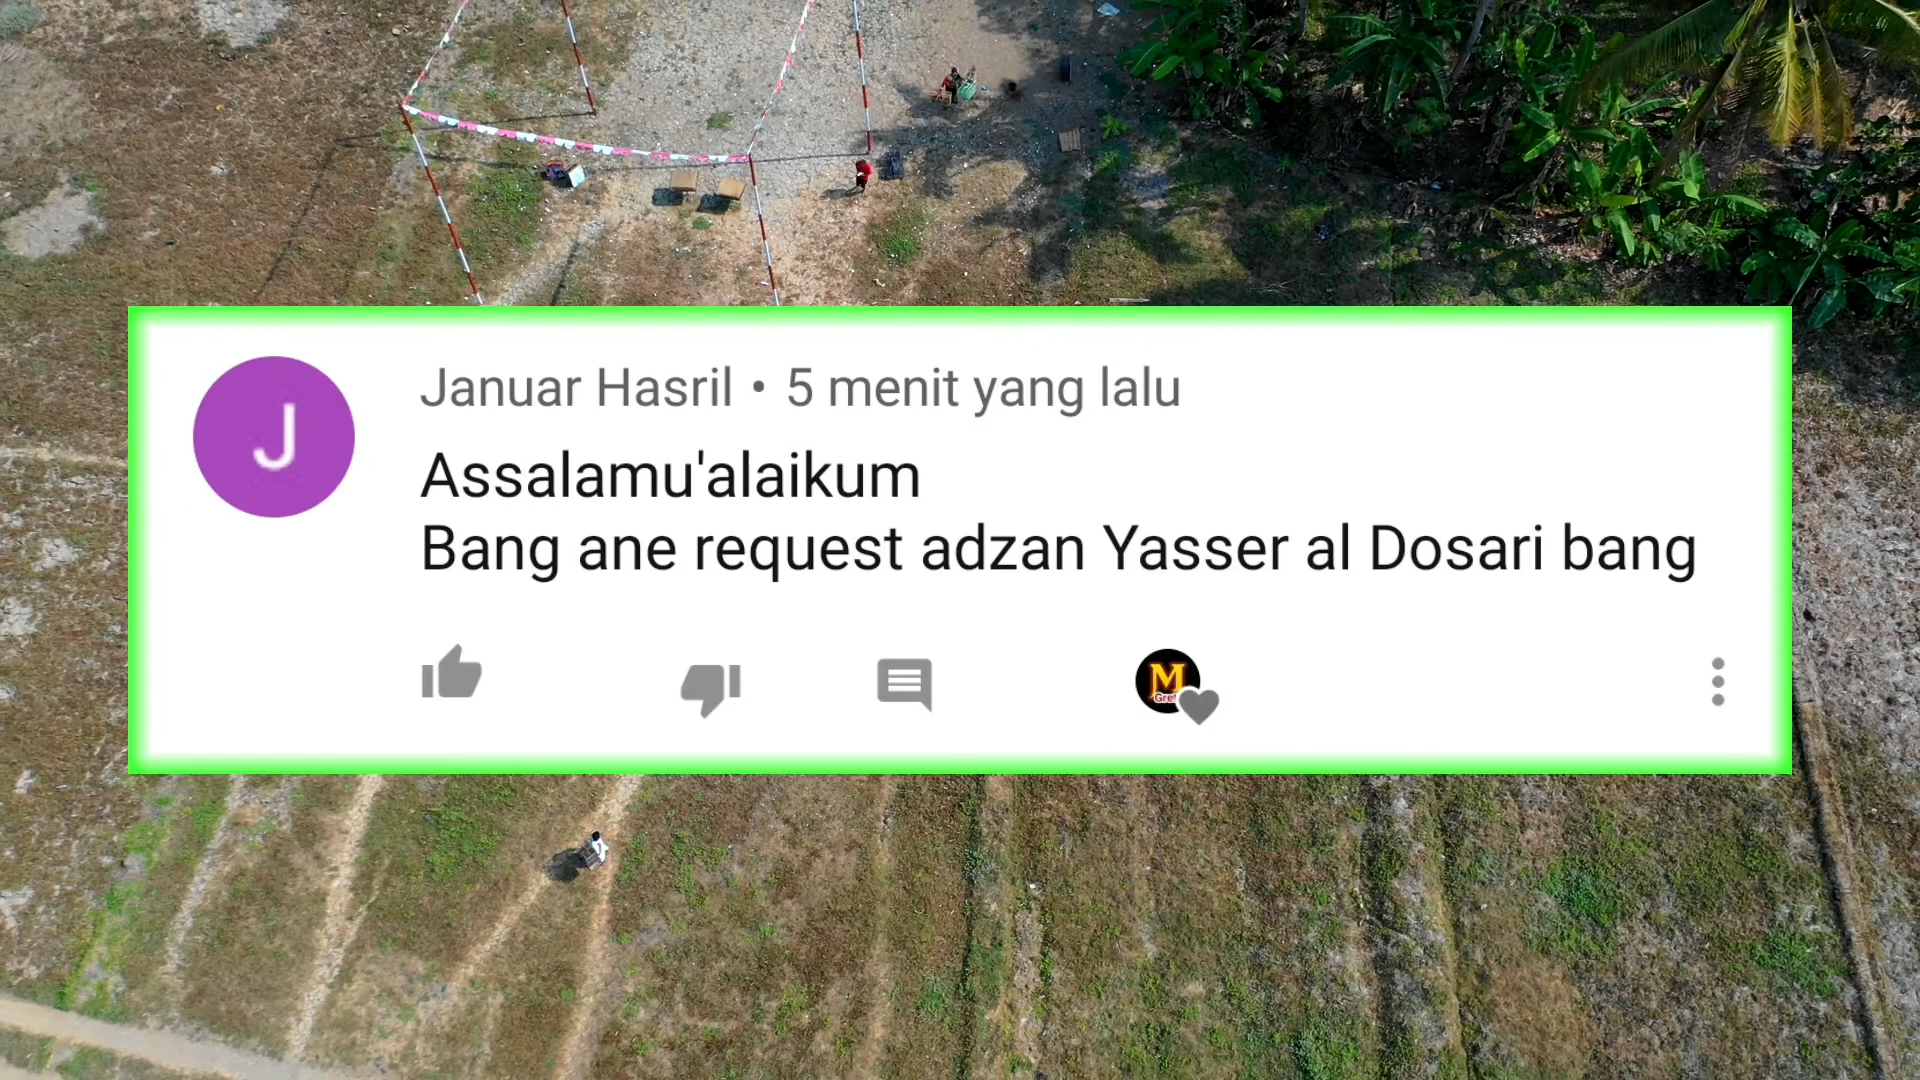 Januar Hasril • 5 menit yang lalu
Assalamu'alaikum
Bang ane request adzan Yasser al Dosari bang
J
M